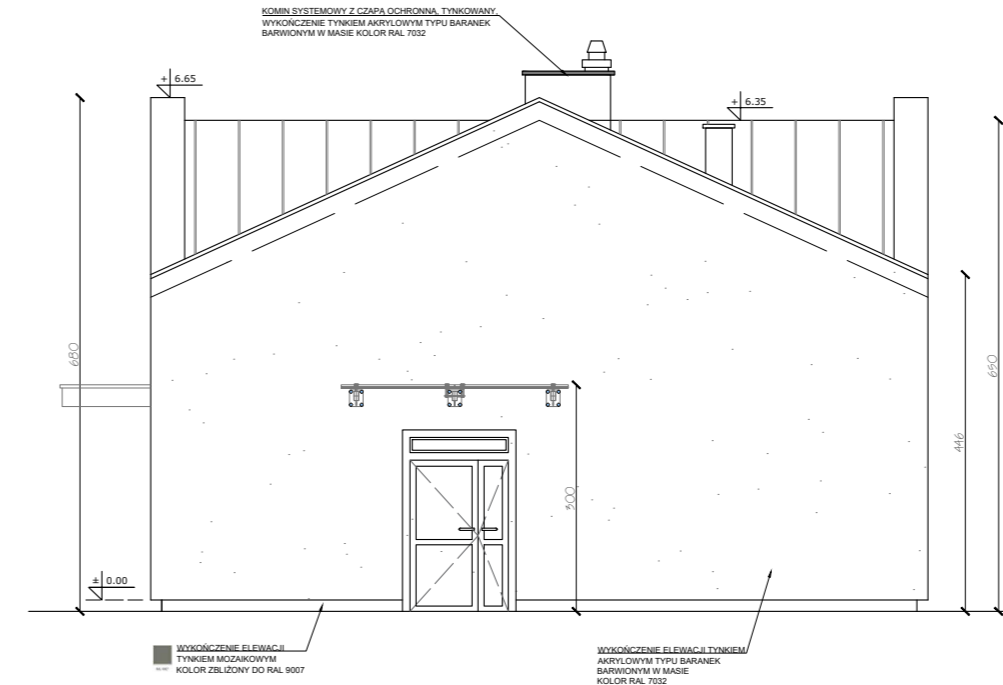 KOMIN SYSTEMOWY Z CZAPĄ OCHRONNĄ, TYNKOWANY,
WYKOŃCZENIE TYNKIEM AKRYLOWYM TYPU BARANEK
BARWIONYM W MASIE KOLOR RAL 7032
+ 6.65
+ 6.35
680
650
446
300
± 0.00
WYKOŃCZENIE ELEWACJI
TYNKIEM MOZAIKOWYM
KOLOR ZBLIŻONY DO RAL 9007
WYKOŃCZENIE ELEWACJI TYNKIEM
AKRYLOWYM TYPU BARANEK
BARWIONYM W MASIE
KOLOR RAL 7032